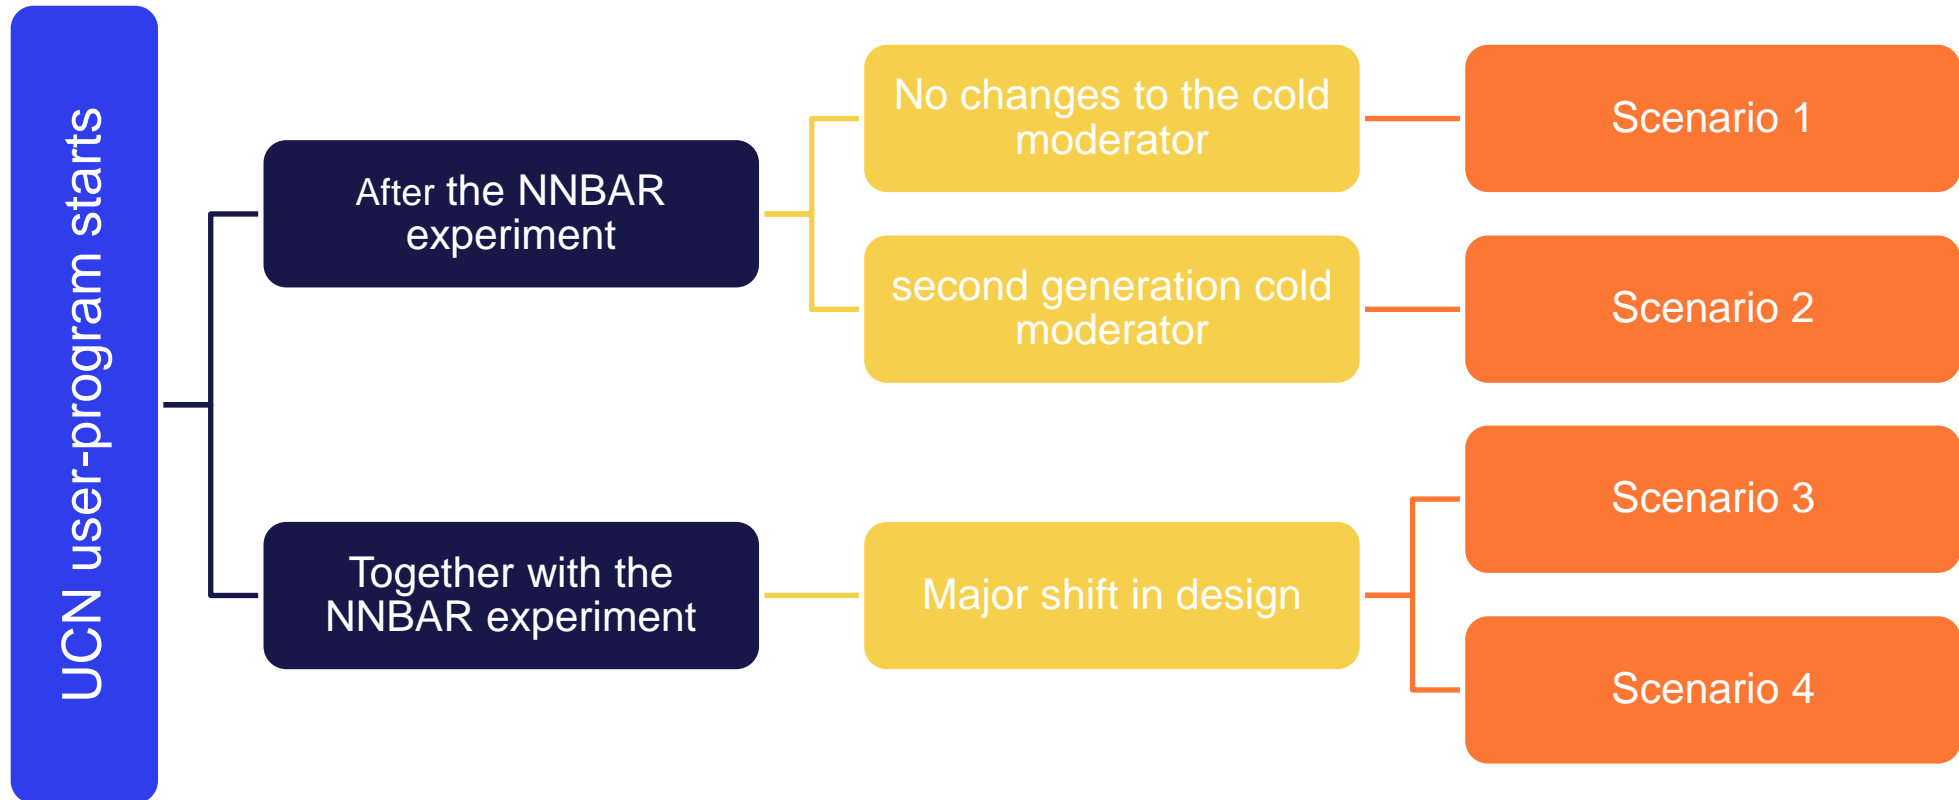 UCN user-program starts
After the NNBAR
experiment
No changes to the cold
moderator
Scenario 1
second generation cold
moderator
Scenario 2
Together with the
NNBAR experiment
Major shift in design
Scenario 3
Scenario 4